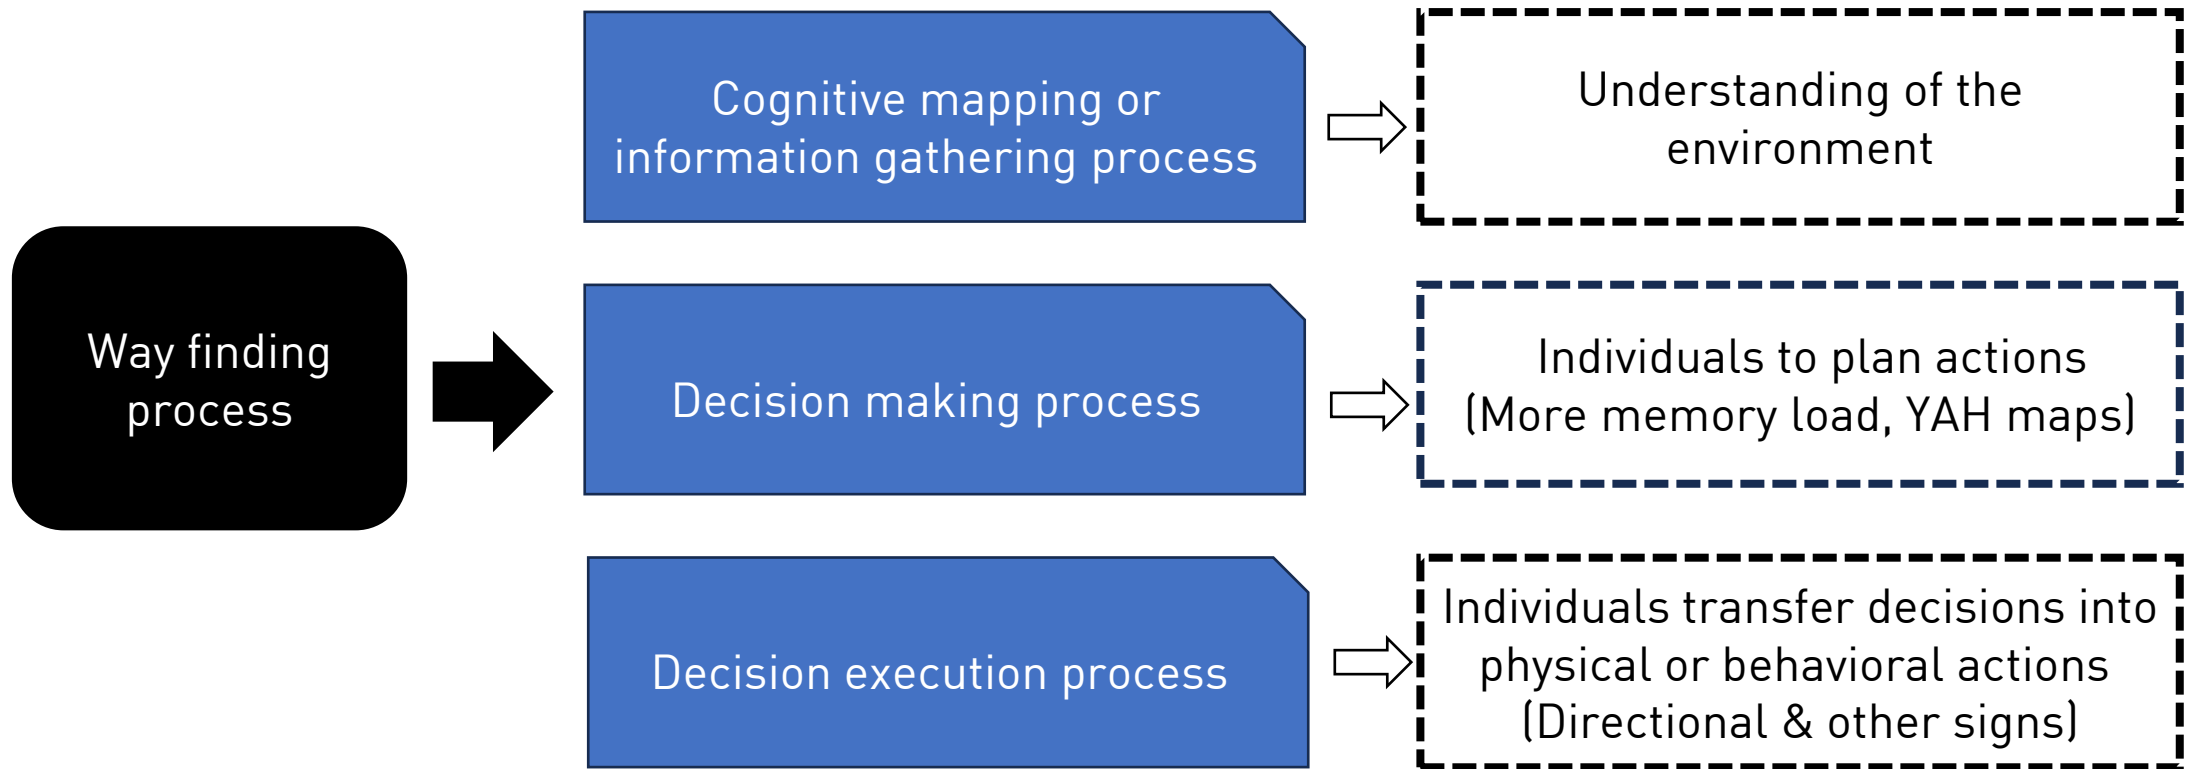 Way finding
process
Cognitive mapping or
information gathering process
Understanding of the
environment
Decision making process
Individuals to plan actions
(More memory load, YAH maps)
Decision execution process
Individuals transfer decisions into
physical or behavioral actions
(Directional & other signs)